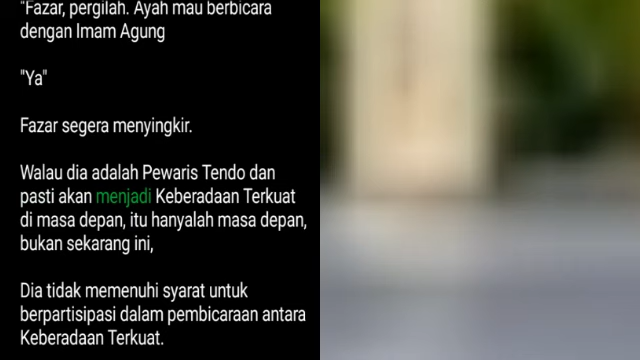 "Fazar, pergilah. Ayah mau berbicara
dengan Imam Agung
"Ya"
Fazar segera menyingkir.
Walau dia adalah Pewaris Tendo dan
pasti akan menjadi Keberadaan Terkuat
di masa depan, itu hanyalah masa depan,
bukan sekarang ini,
Dia tidak memenuhi syarat untuk
berpartisipasi dalam pembicaraan antara
Keberadaan Terkuat.